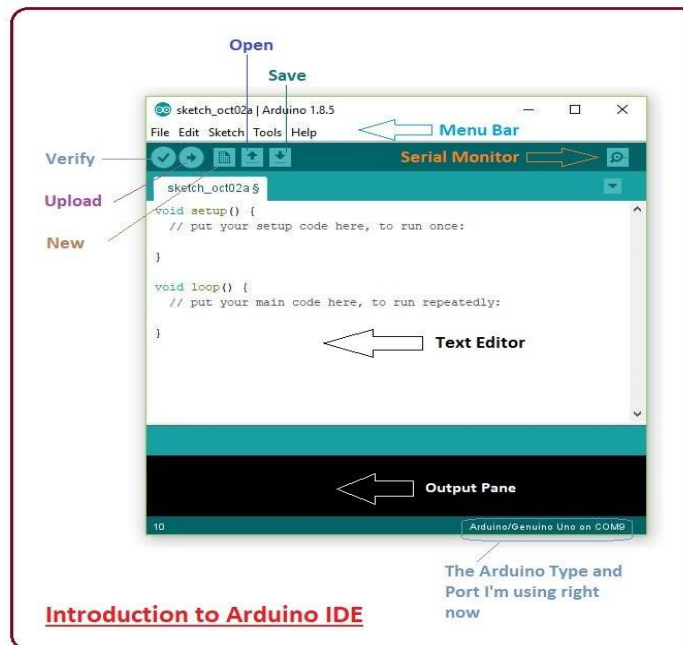 Open
Save
sketch_oct02a | Arduino 1.8.5
File Edit Sketch Tools Help
Menu Bar
Verify
Serial Monitor
Upload
sketch_oct02a §
New
void setup() {
// put your setup code here, to run once:
}
void loop() {
// put your main code here, to run repeatedly:
}
Text Editor
Output Pane
10
Arduino/Genuino Uno on COM9
The Arduino Type and
Port I'm using right
now
Introduction to Arduino IDE